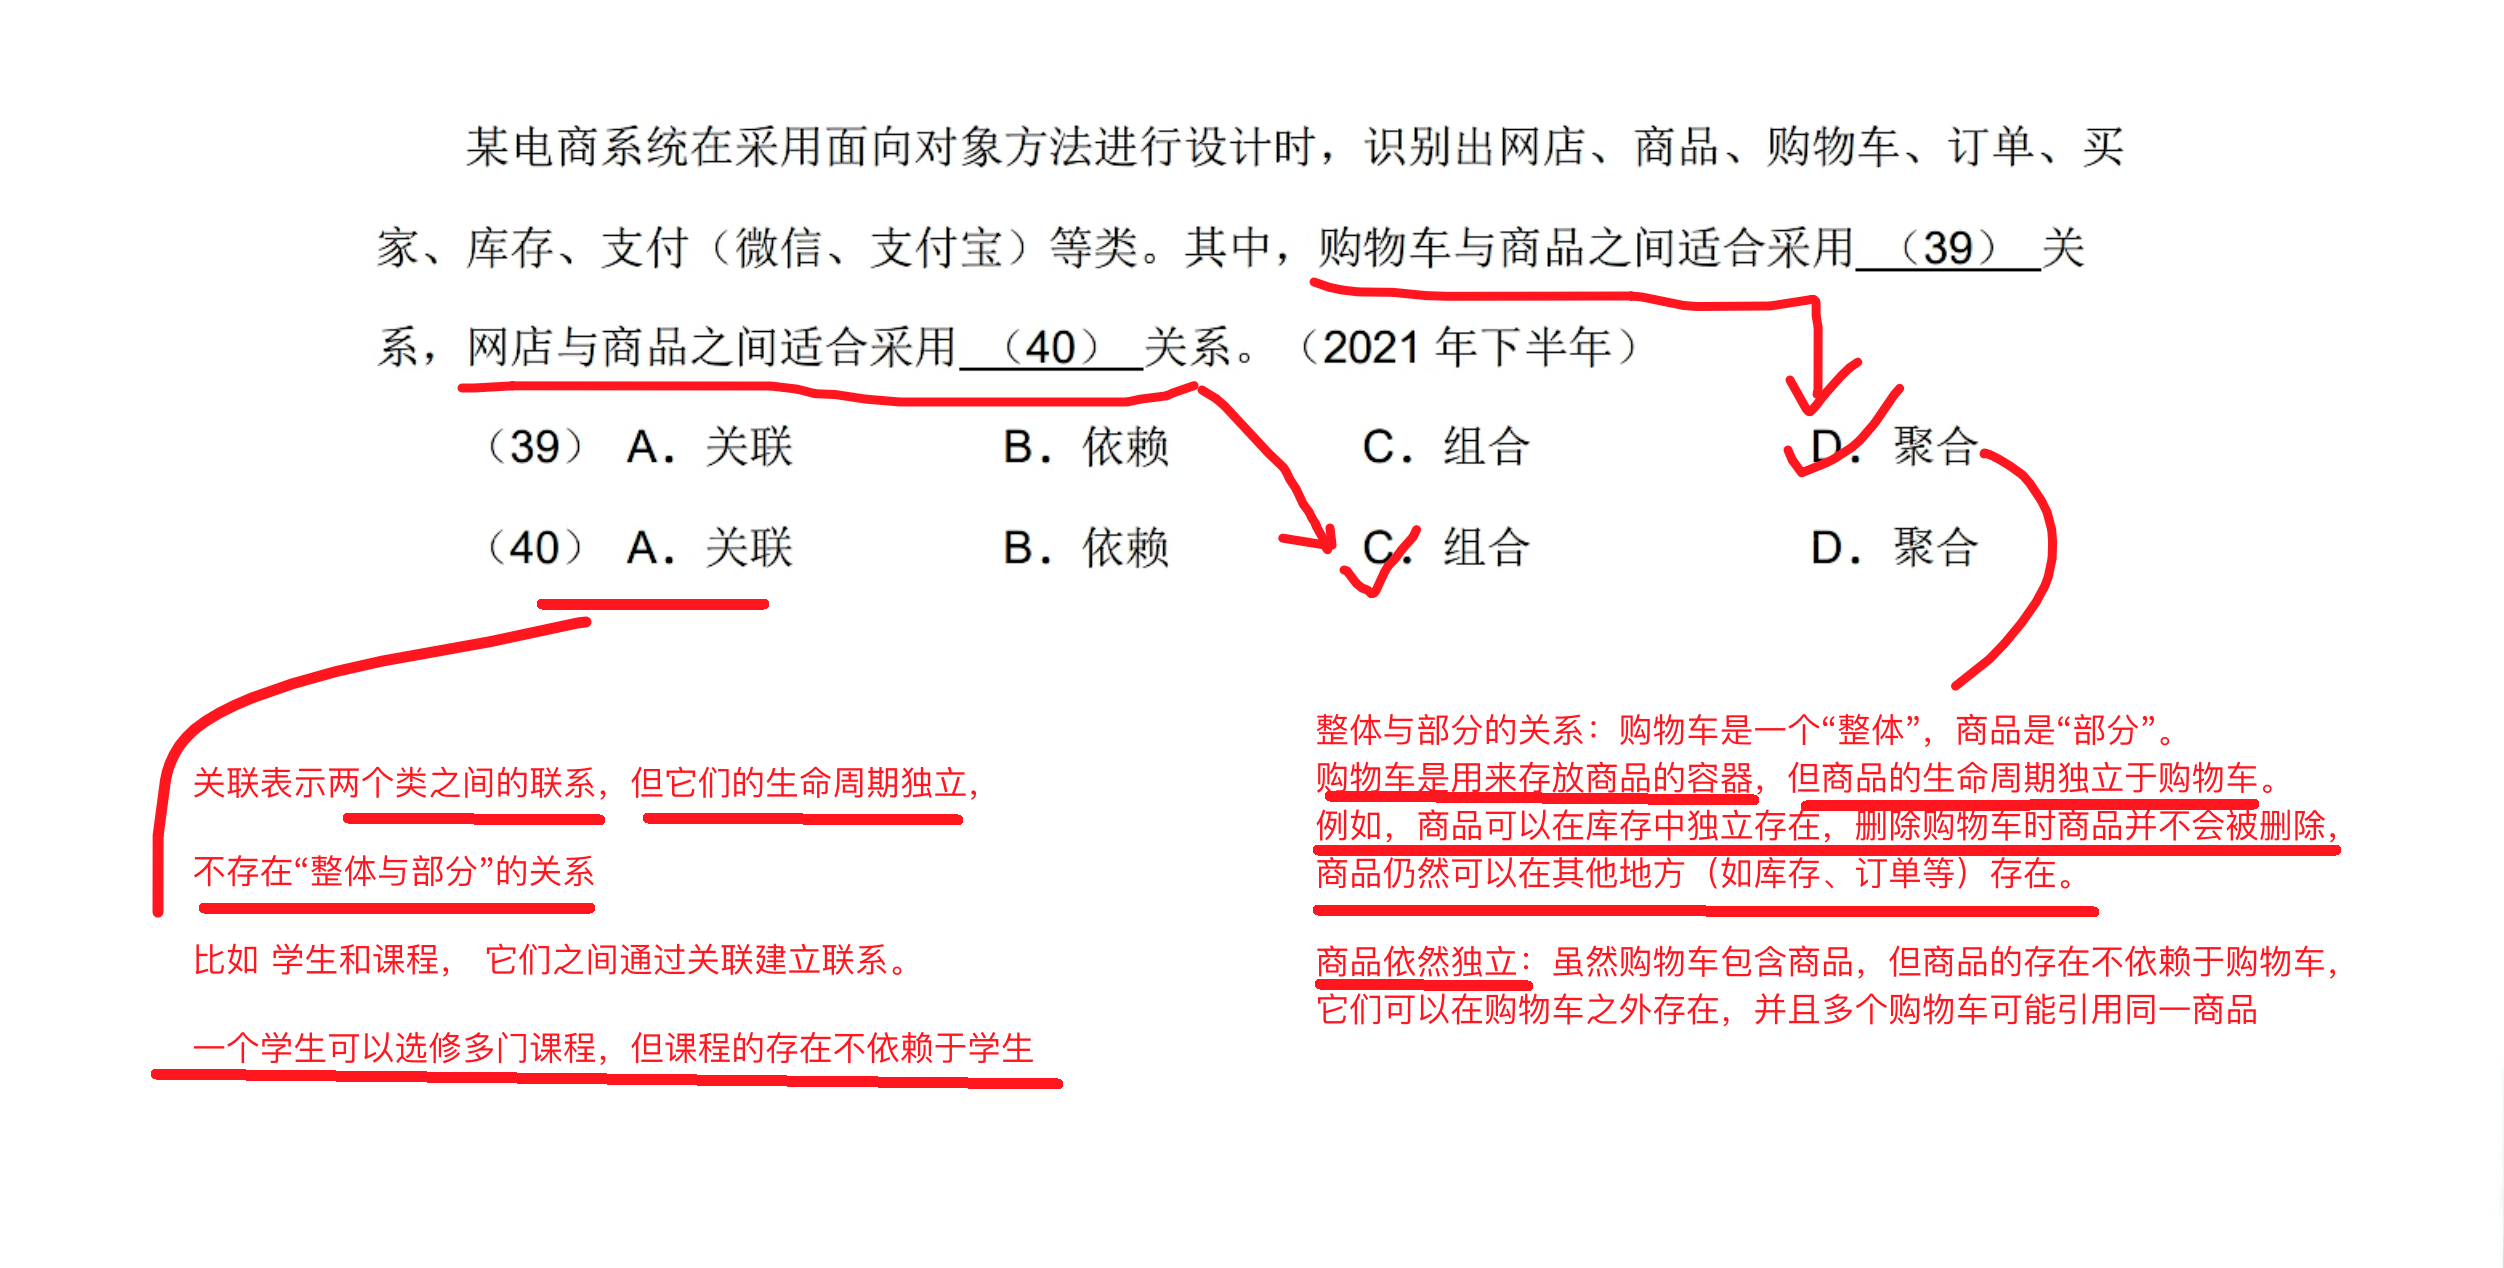 某电商系统在采用面向对象方法进行设计时，识别出网店、商品、购物车、订单、买
家、库存、支付（微信、支付宝）等类。其中，购物车与商品之间适合采用 （39） 关
系，网店与商品之间适合采用 （40） 关系。（2021 年下半年）
（39） A．关联 B．依赖 C．组合 D．聚合
（40） A．关联 B．依赖 C．组合 D．聚合
整体与部分的关系：购物车是一个“整体”，商品是“部分”。
购物车是用来存放商品的容器，但商品的生命周期独立于购物车。
例如，商品可以在库存中独立存在，删除购物车时商品并不会被删除，
商品仍然可以在其他地方（如库存、订单等）存在。
商品依然独立：虽然购物车包含商品，但商品的存在不依赖于购物车，
它们可以在购物车之外存在，并且多个购物车可能引用同一商品
关联表示两个类之间的联系，但它们的生命周期独立，
不存在“整体与部分”的关系
比如 学生和课程， 它们之间通过关联建立联系。
一个学生可以选修多门课程，但课程的存在不依赖于学生